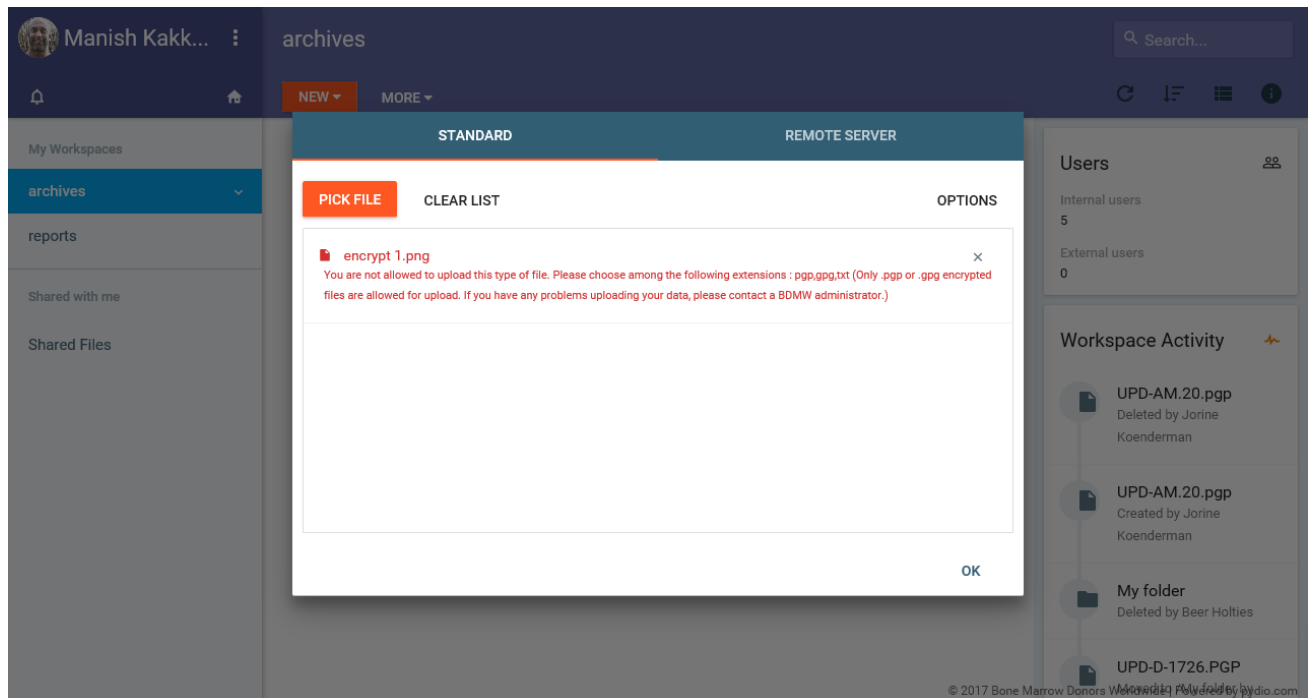 Manish Kakk...
archives
Search...
NEW
MORE
My Workspaces
archives
reports
Shared with me
Shared Files
STANDARD
REMOTE SERVER
PICK FILE
CLEAR LIST
OPTIONS
encrypt 1.png
You are not allowed to upload this type of file. Please choose among the following extensions : pgp,gpg,txt (Only .pgp or .gpg encrypted
files are allowed for upload. If you have any problems uploading your data, please contact a BDMW administrator.)
OK
Users
Internal users
5
External users
0
Workspace Activity
UPD-AM.20.pgp
Deleted by Jorine
Koenderman
UPD-AM.20.pgp
Created by Jorine
Koenderman
My folder
Deleted by Beer Holties
UPD-D-1726.PGP
© 2017 Bone Marrow Donors Worldwide | Powered by pydio.com